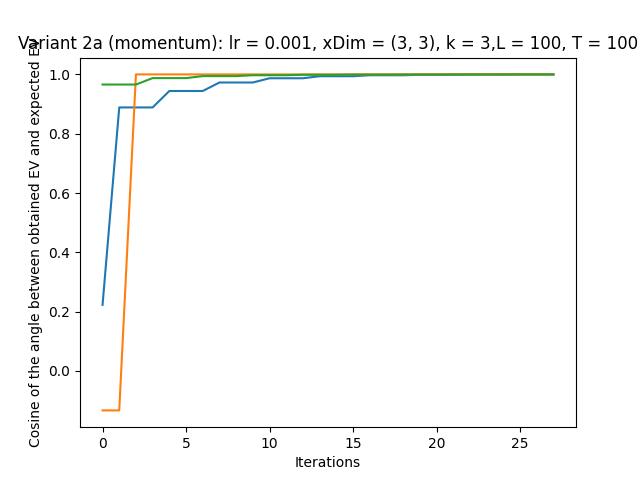 Variant 2a (momentum): lr = 0.001, xDim = (3, 3), k = 3,L = 100, T = 100
Cosine of the angle between obtained EV and expected EV
1.0
0.8
0.6
0.4
0.2
0.0
0 5 10 15 20 25
Iterations